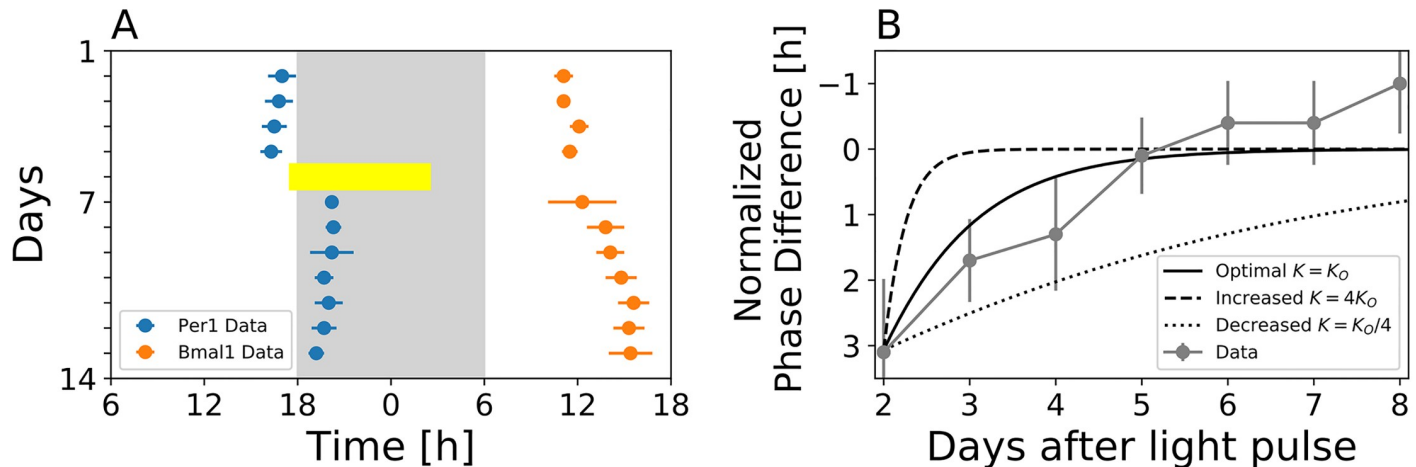 A
1
7
14
Days
Per1 Data
Bmal1 Data
6 12 18 0 6 12 18
Time [h]
B
Normalized
Phase Difference [h]
−1
0
1
2
3
Optimal K = K_O
Increased K = 4K_O
Decreased K = K_O/4
Data
2 3 4 5 6 7 8
Days after light pulse